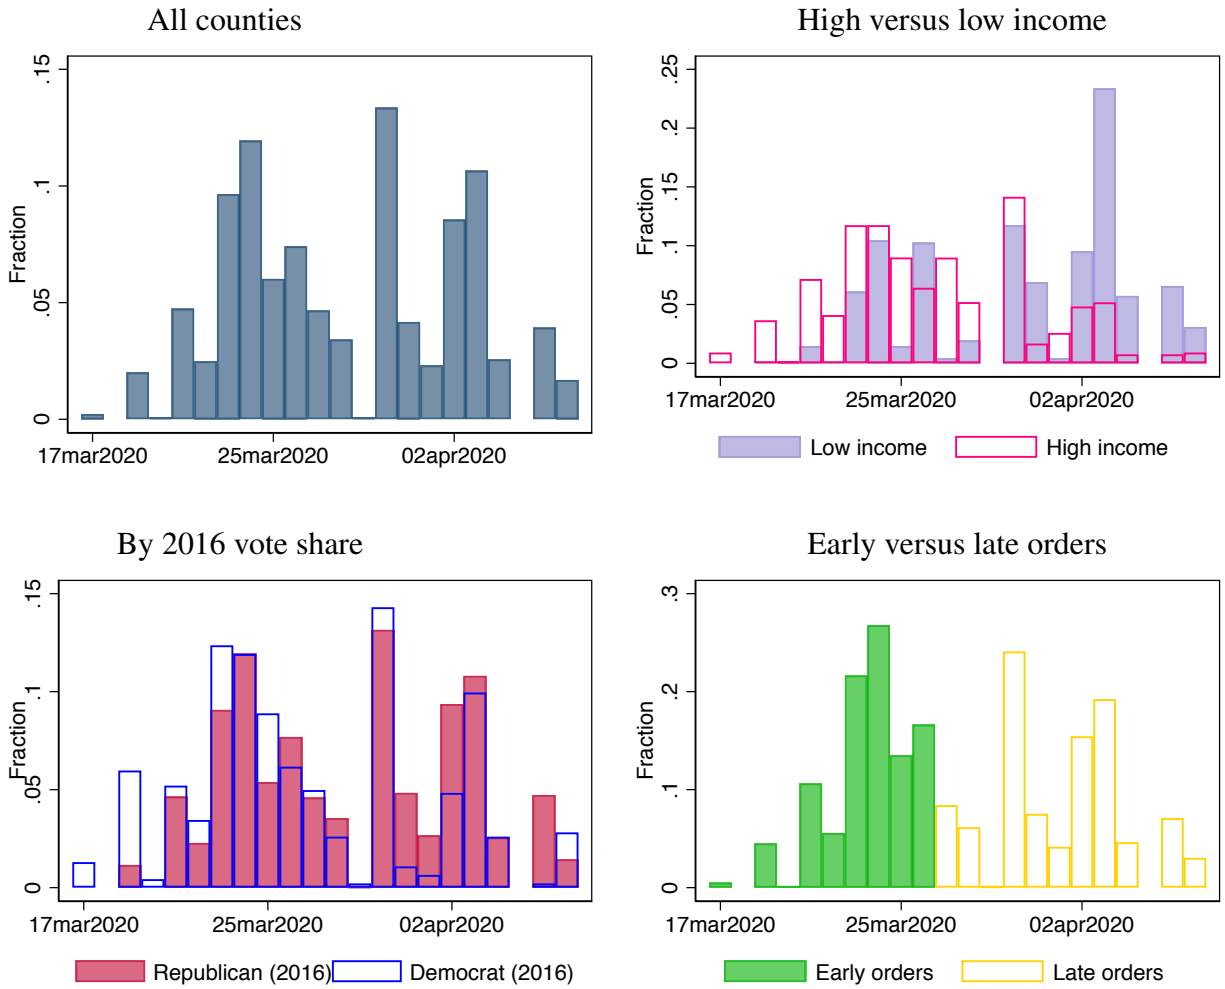 All counties
.15
.1
.05
0
Fraction
17mar2020 25mar2020 02apr2020
High versus low income
.25
.2
.15
.1
.05
0
Fraction
17mar2020 25mar2020 02apr2020
Low income High income
By 2016 vote share
.15
.1
.05
0
Fraction
17mar2020 25mar2020 02apr2020
Republican (2016) Democrat (2016)
Early versus late orders
.3
.2
.1
0
Fraction
17mar2020 25mar2020 02apr2020
Early orders Late orders